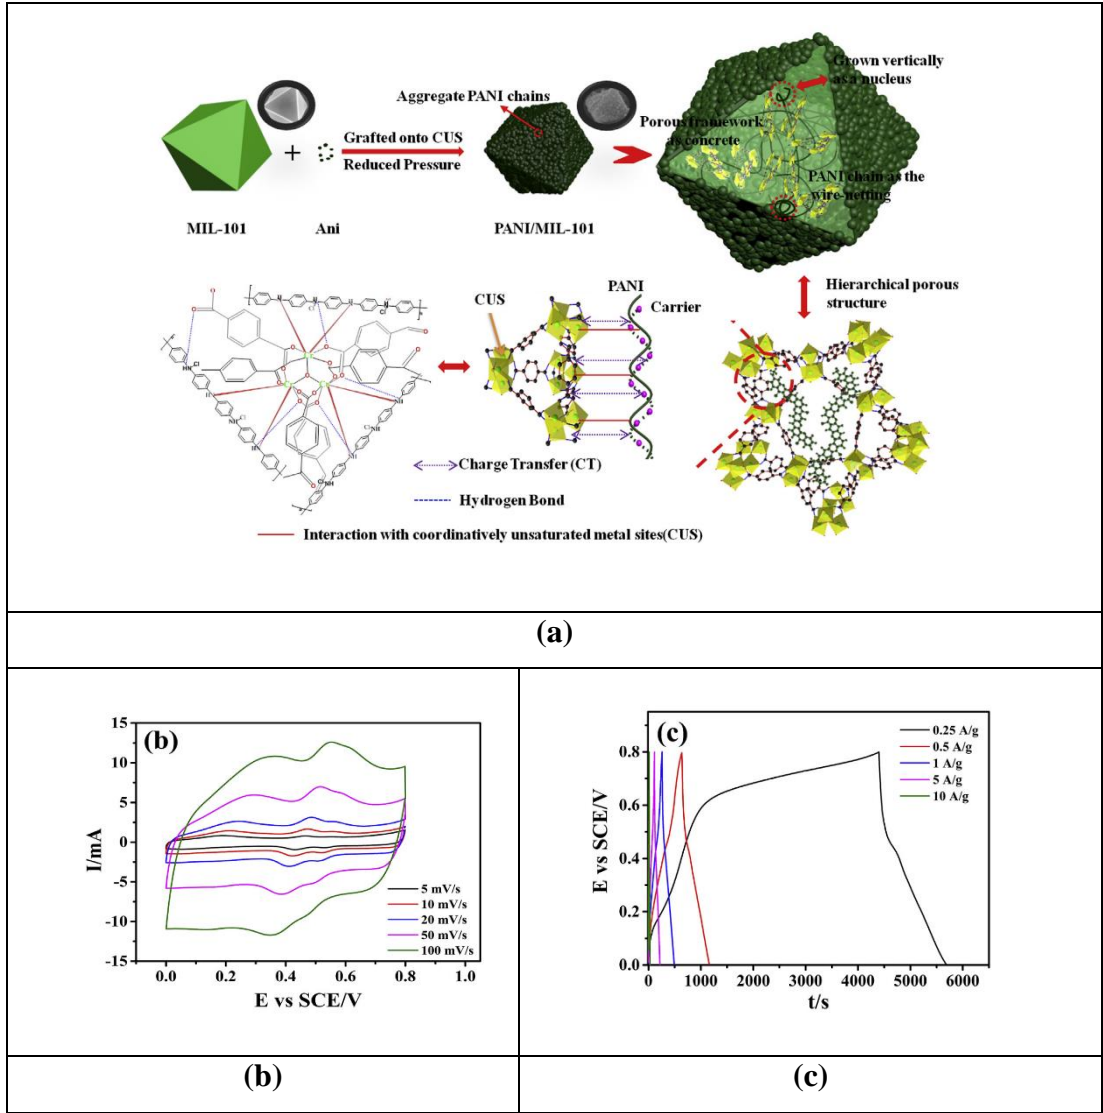 Grown vertically
as a nucleus
Aggregate PANI chains
Porous framework
as concrete
Grafted onto CUS
Reduced Pressure
+
PANI chain as the
wire-netting
MIL-101
Ani
PANI/MIL-101
Hierarchical porous
structure
CUS
PANI
Carrier
Charge Transfer (CT)
Hydrogen Bond
Interaction with coordinatively unsaturated metal sites(CUS)
(a)
(b)
15
10
5
0
-5
-10
-15
I/mA
5 mV/s
10 mV/s
20 mV/s
50 mV/s
100 mV/s
0.0
0.2
0.4
0.6
0.8
1.0
E vs SCE/V
(c)
0.8
0.6
0.4
0.2
0.0
E vs SCE/V
0.25 A/g
0.5 A/g
1 A/g
5 A/g
10 A/g
0
1000
2000
3000
4000
5000
6000
t/s
(b)
(c)